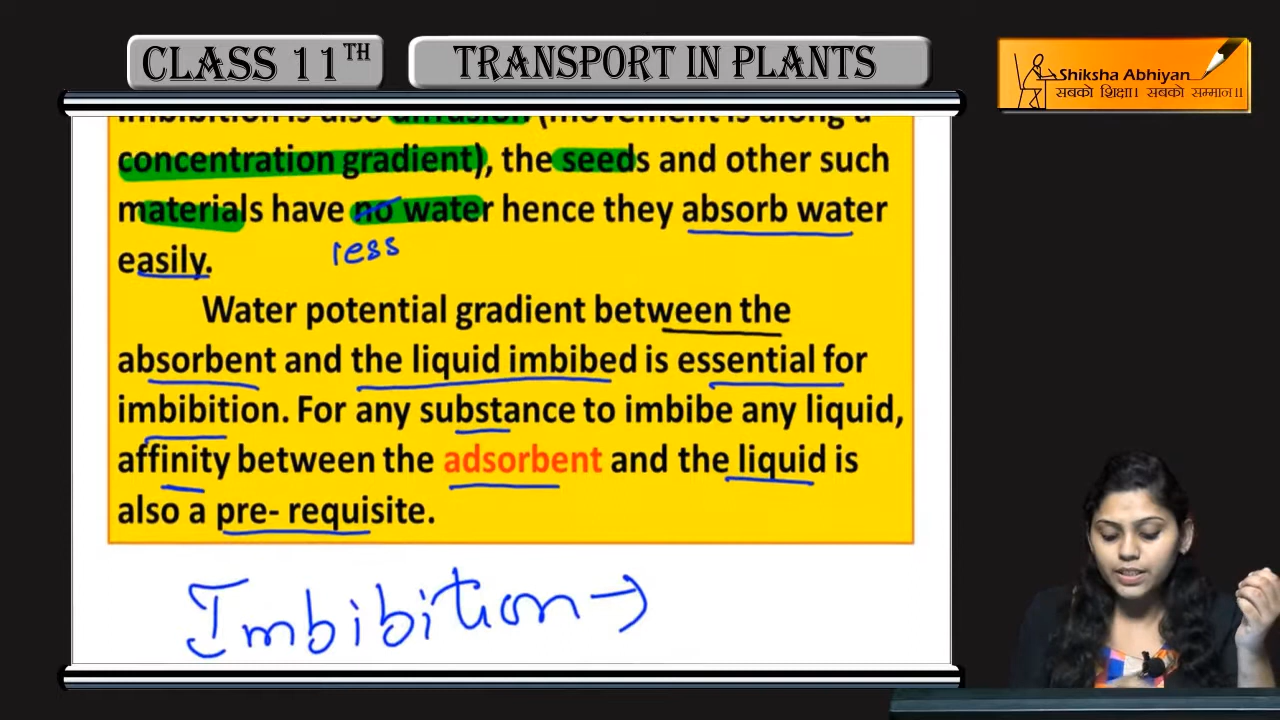 CLASS 11TH
TRANSPORT IN PLANTS
Shiksha Abhiyan
सबको शिक्षा। सबको सम्मान।।
Imbibition is also diffusion (movement is along a
concentration gradient), the seeds and other such
materials have no water hence they absorb water
less
easily.
Water potential gradient between the
absorbent and the liquid imbibed is essential for
imbibition. For any substance to imbibe any liquid,
affinity between the adsorbent and the liquid is
also a pre- requisite.
Imbibition →